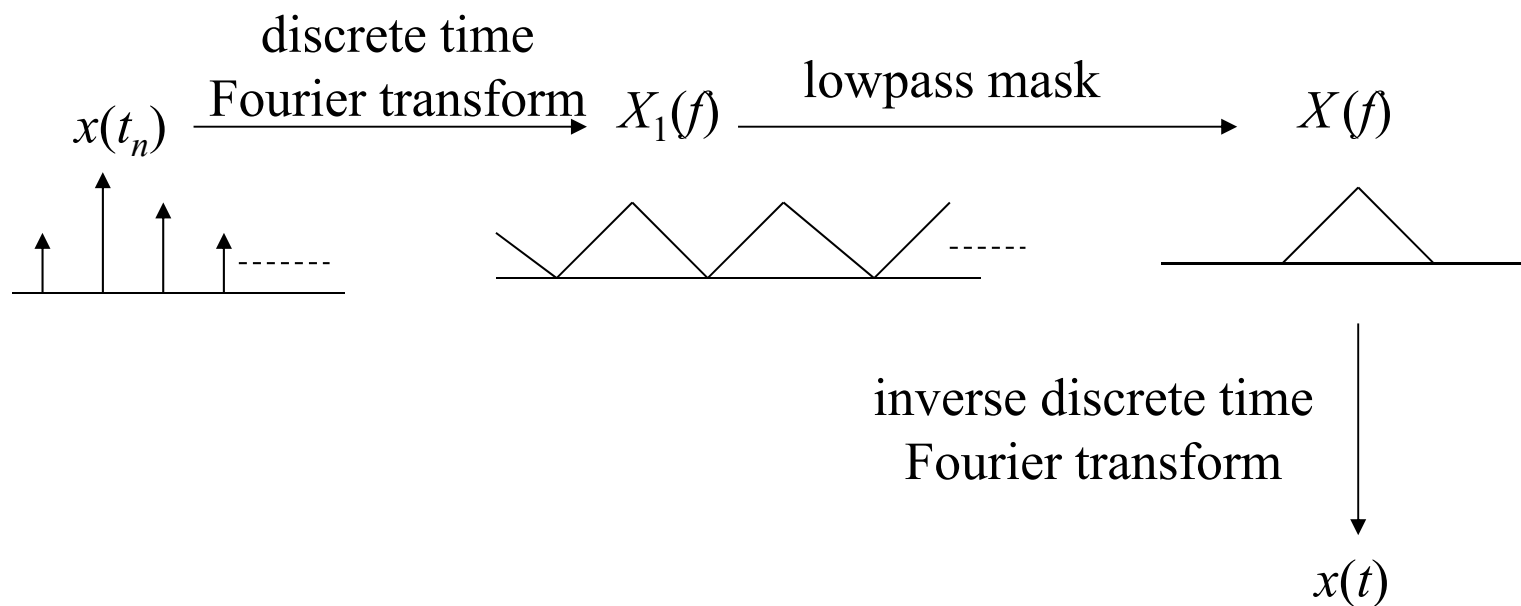 discrete time
Fourier transform
x(tₙ)
X₁(f)
lowpass mask
X(f)
inverse discrete time
Fourier transform
x(t)